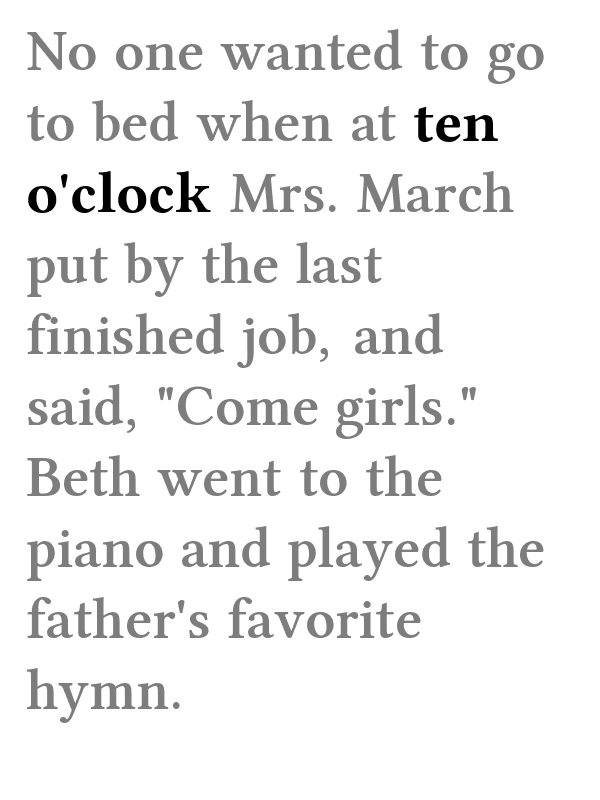 No one wanted to go
to bed when at ten
o'clock Mrs. March
put by the last
finished job, and
said, "Come girls."
Beth went to the
piano and played the
father's favorite
hymn.